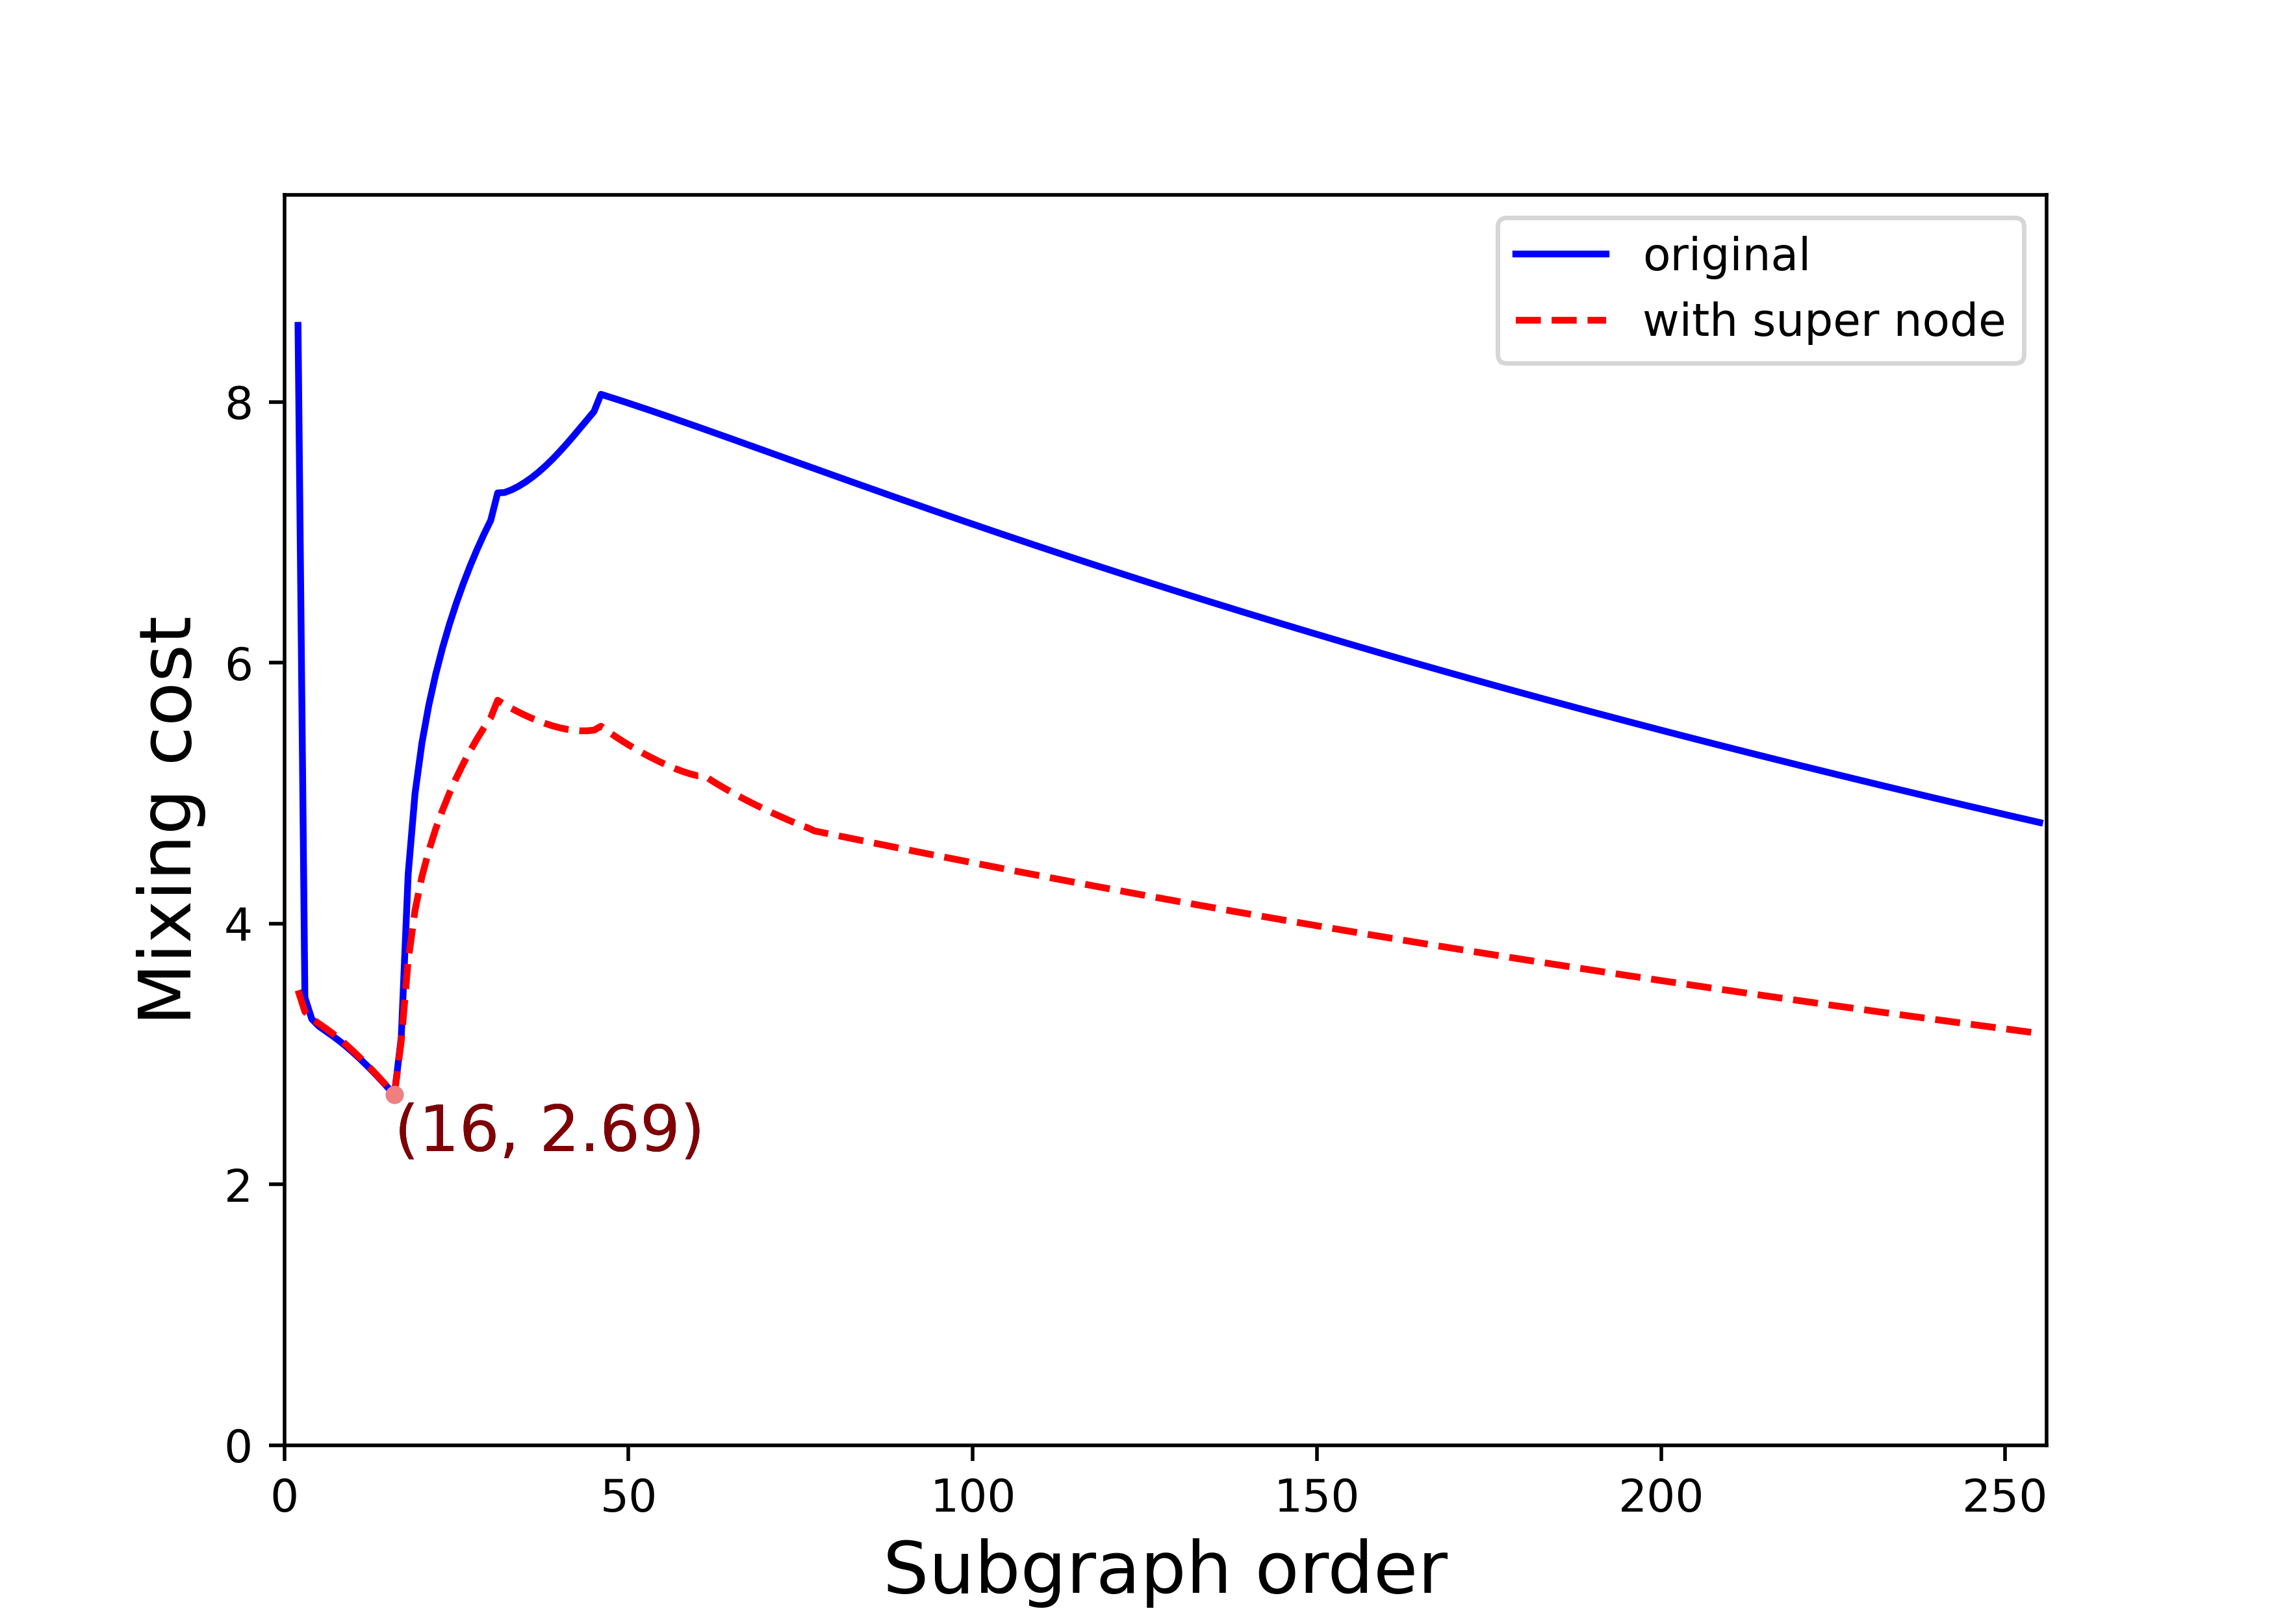 original
with super node
Mixing cost
8
6
4
2
0
(16, 2.69)
0 50 100 150 200 250
Subgraph order